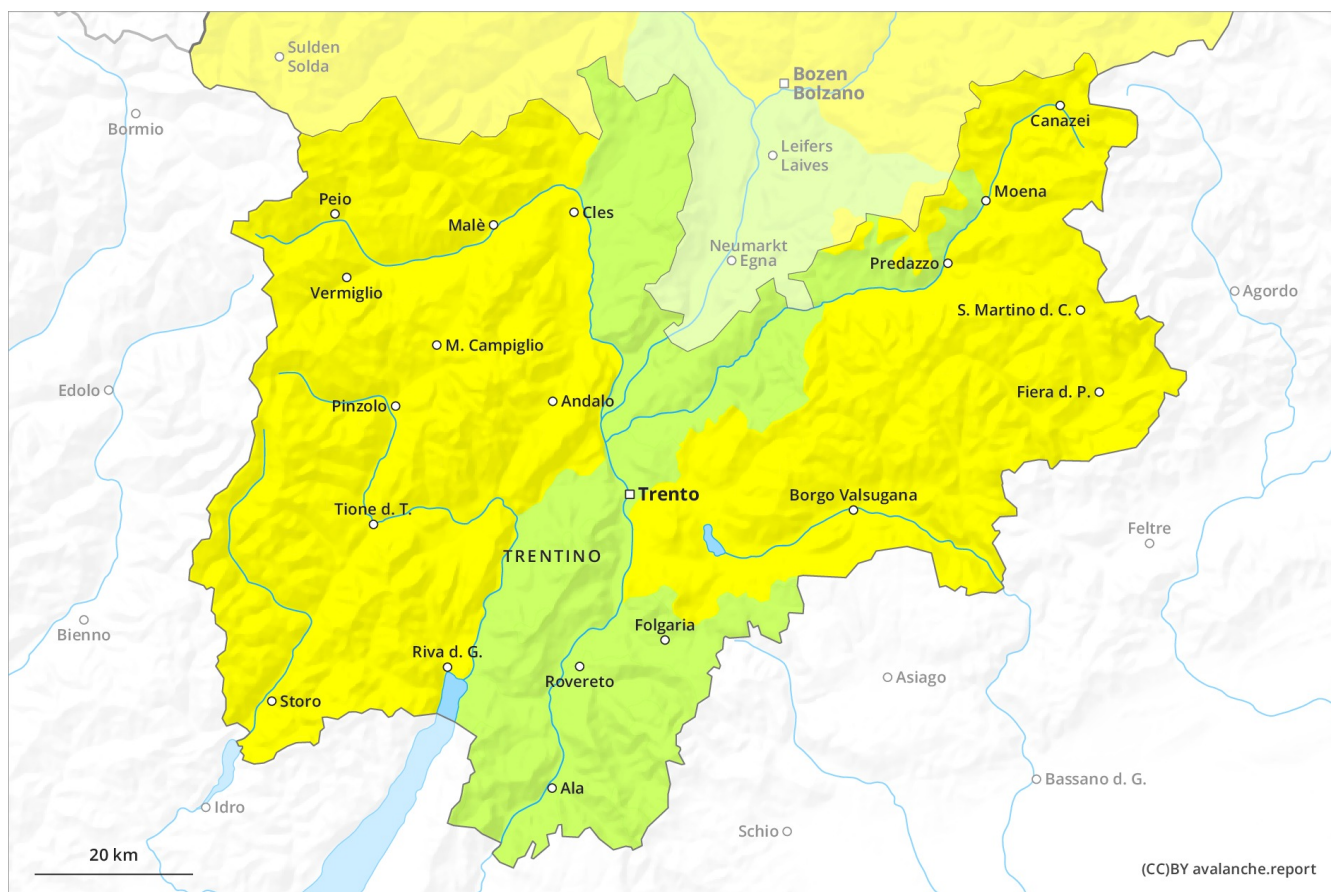 Sulden
Solda
Bozen
Bolzano
Canazei
Bormio
Leifers
Laives
Peio
Moena
Malè
Cles
Neumarkt
Egna
Predazzo
Vermiglio
Agordo
S. Martino d. C.
M. Campiglio
Edolo
Pinzolo
Andalo
Fiera d. P.
Trento
Borgo Valsugana
Tione d. T.
Feltre
TRENTINO
Bienno
Folgaria
Riva d. G.
Rovereto
Asiago
Storo
Bassano d. G.
Ala
Idro
Schio
20 km
(CC)BY avalanche.report